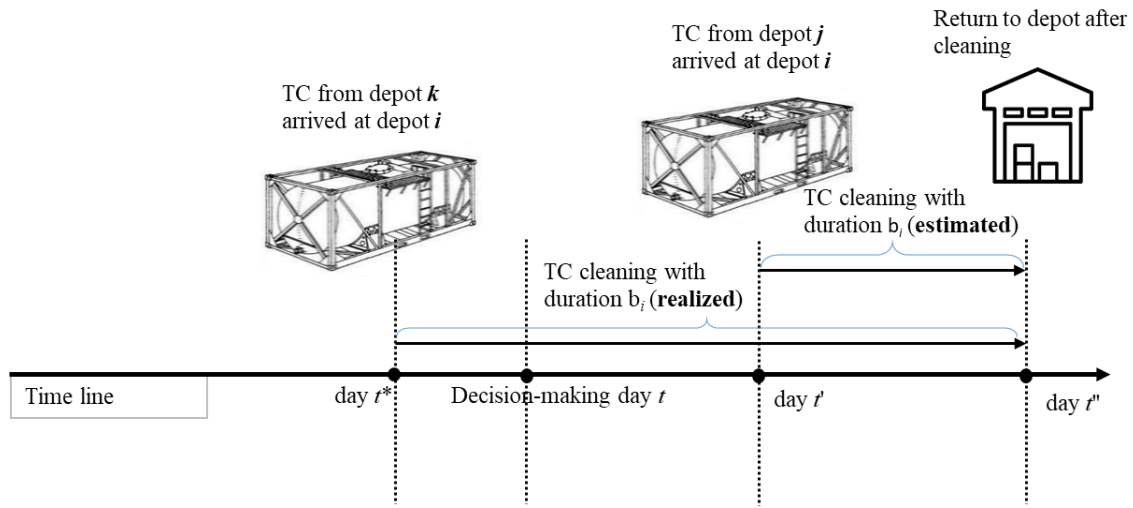 Return to depot after
cleaning
TC from depot j
arrived at depot i
TC from depot k
arrived at depot i
TC cleaning with
duration bᵢ (estimated)
TC cleaning with
duration bᵢ (realized)
Time line
day t*
Decision-making day t
day t'
day t"